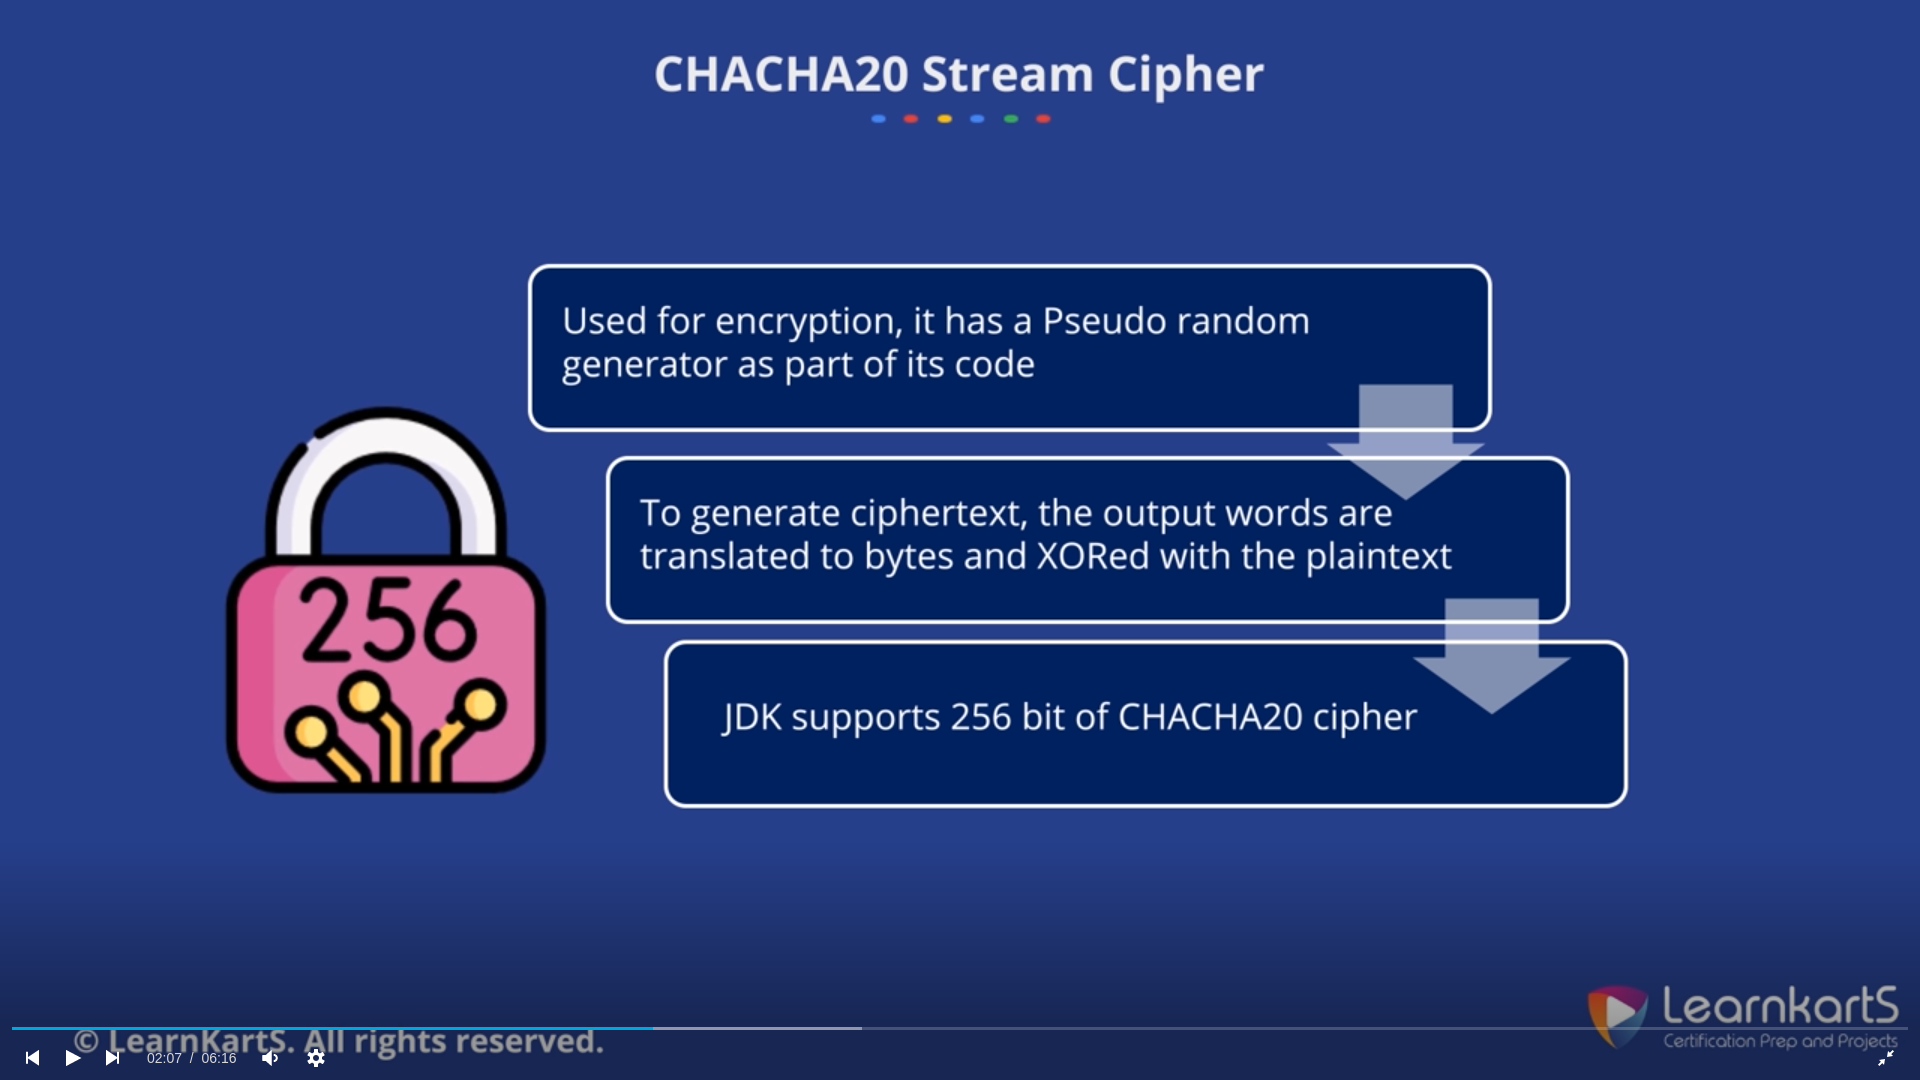 CHACHA20 Stream Cipher
Used for encryption, it has a Pseudo random
generator as part of its code
To generate ciphertext, the output words are
translated to bytes and XORed with the plaintext
256
JDK supports 256 bit of CHACHA20 cipher
LearnkartS
Certification Prep and Projects
© LearnKartS. All rights reserved.
02:07 / 06:16